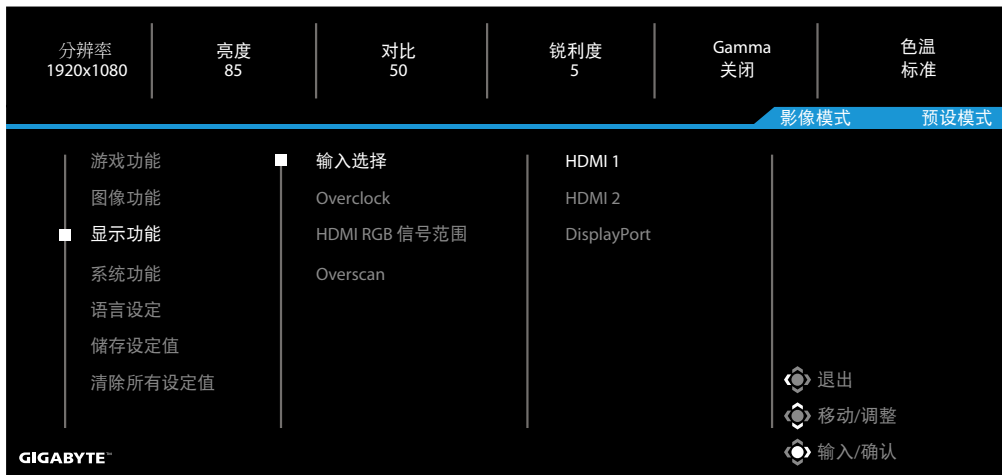 分辨率 亮度 对比 锐利度 Gamma 色温
1920x1080 85 50 5 关闭 标准
影像模式 预设模式
游戏功能 输入选择 HDMI 1
图像功能 Overclock HDMI 2
显示功能 HDMI RGB 信号范围 DisplayPort
系统功能 Overscan
语言设定
储存设定值
清除所有设定值 退出
移动/调整
GIGABYTE™ 输入/确认